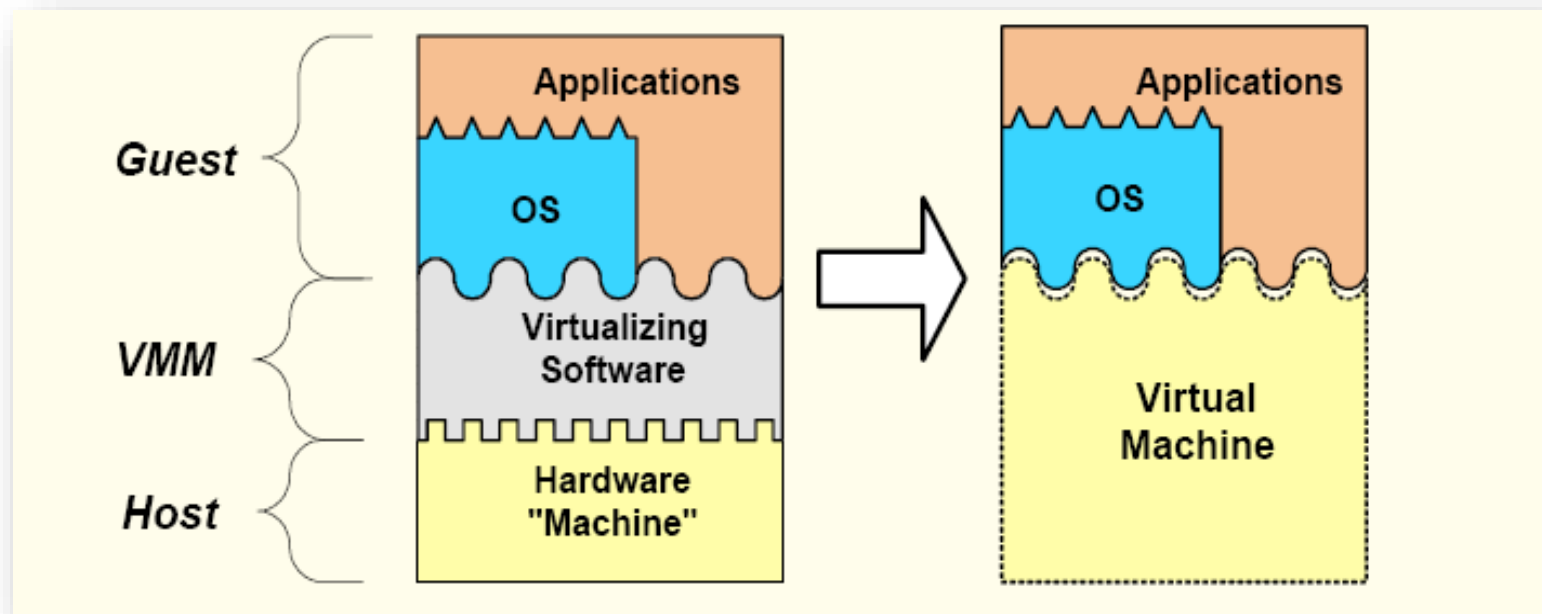 Guest
VMM
Host
Applications
OS
Virtualizing
Software
Hardware
"Machine"
Applications
OS
Virtual
Machine